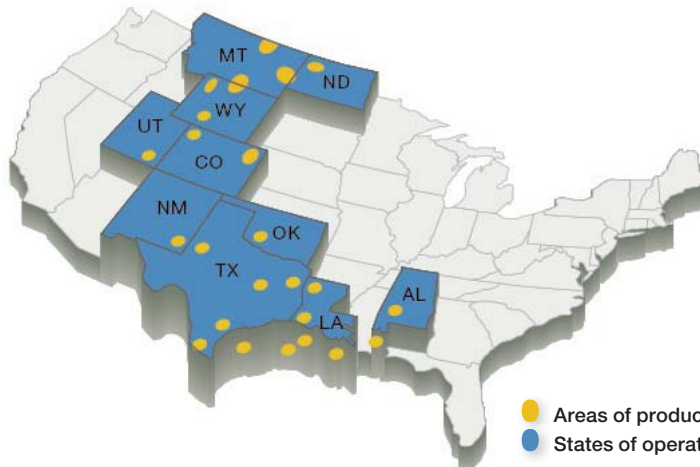 MT
ND
WY
UT
CO
NM
OK
TX
AL
LA
Areas of produc
States of operat